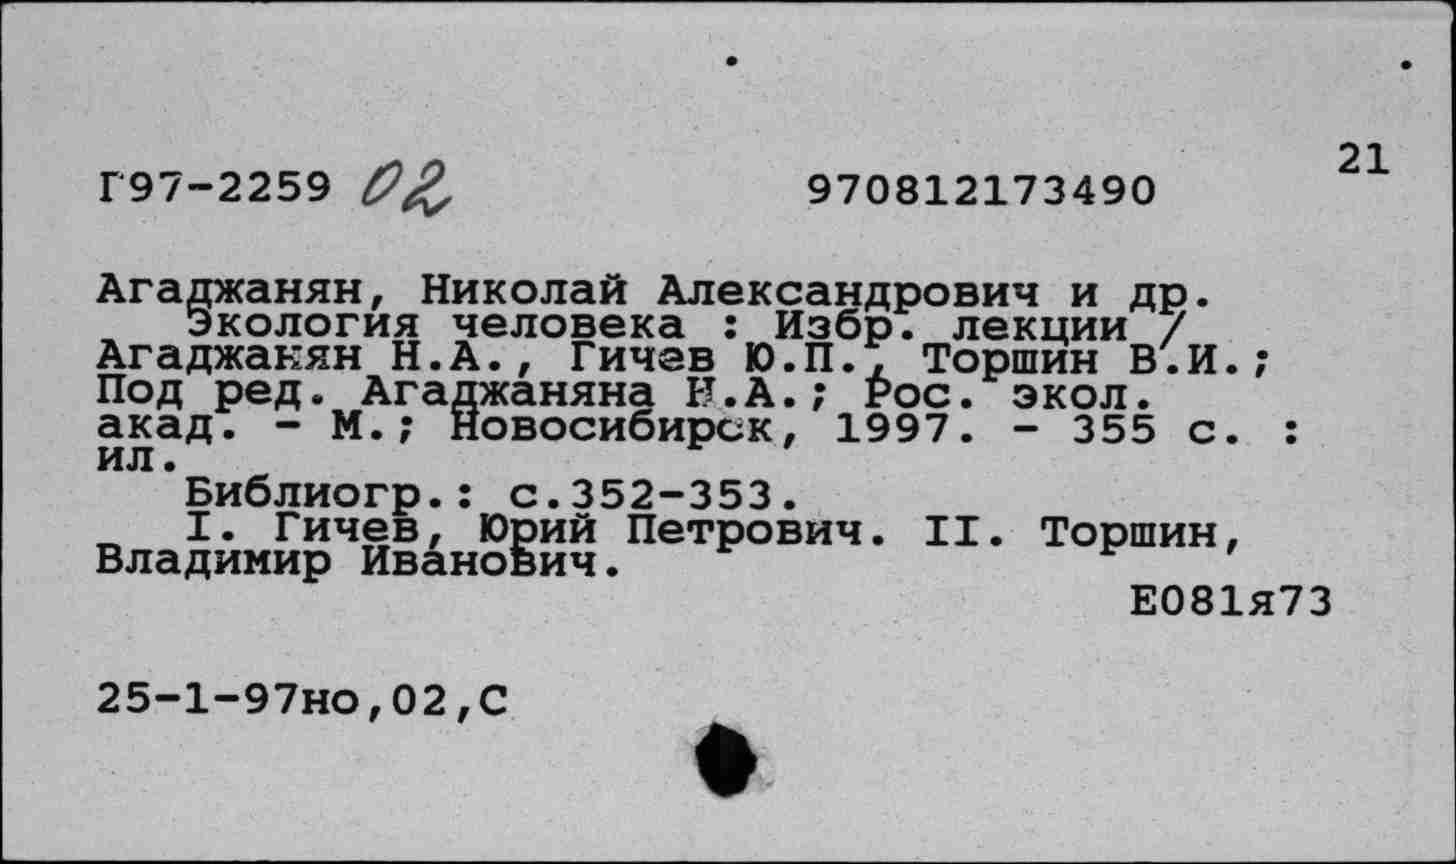 21
Г97-2259 02 970812173490
Агаджанян, Николай Александрович и др.
Экология человека : Избр. лекции /
Агаджанян Н.А., Гичев Ю.П., Торшин В.И.;
Под ред. Агаджаняна Н.А.; Рос. экол.
акад. - М.; Новосибирск, 1997. - 355 с. :
ил.
Библиогр.: с.352-353.
I. Гичев, Юрий Петрович. II. Торшин,
Владимир Иванович.
Е081я73
25-1-97но,02,С